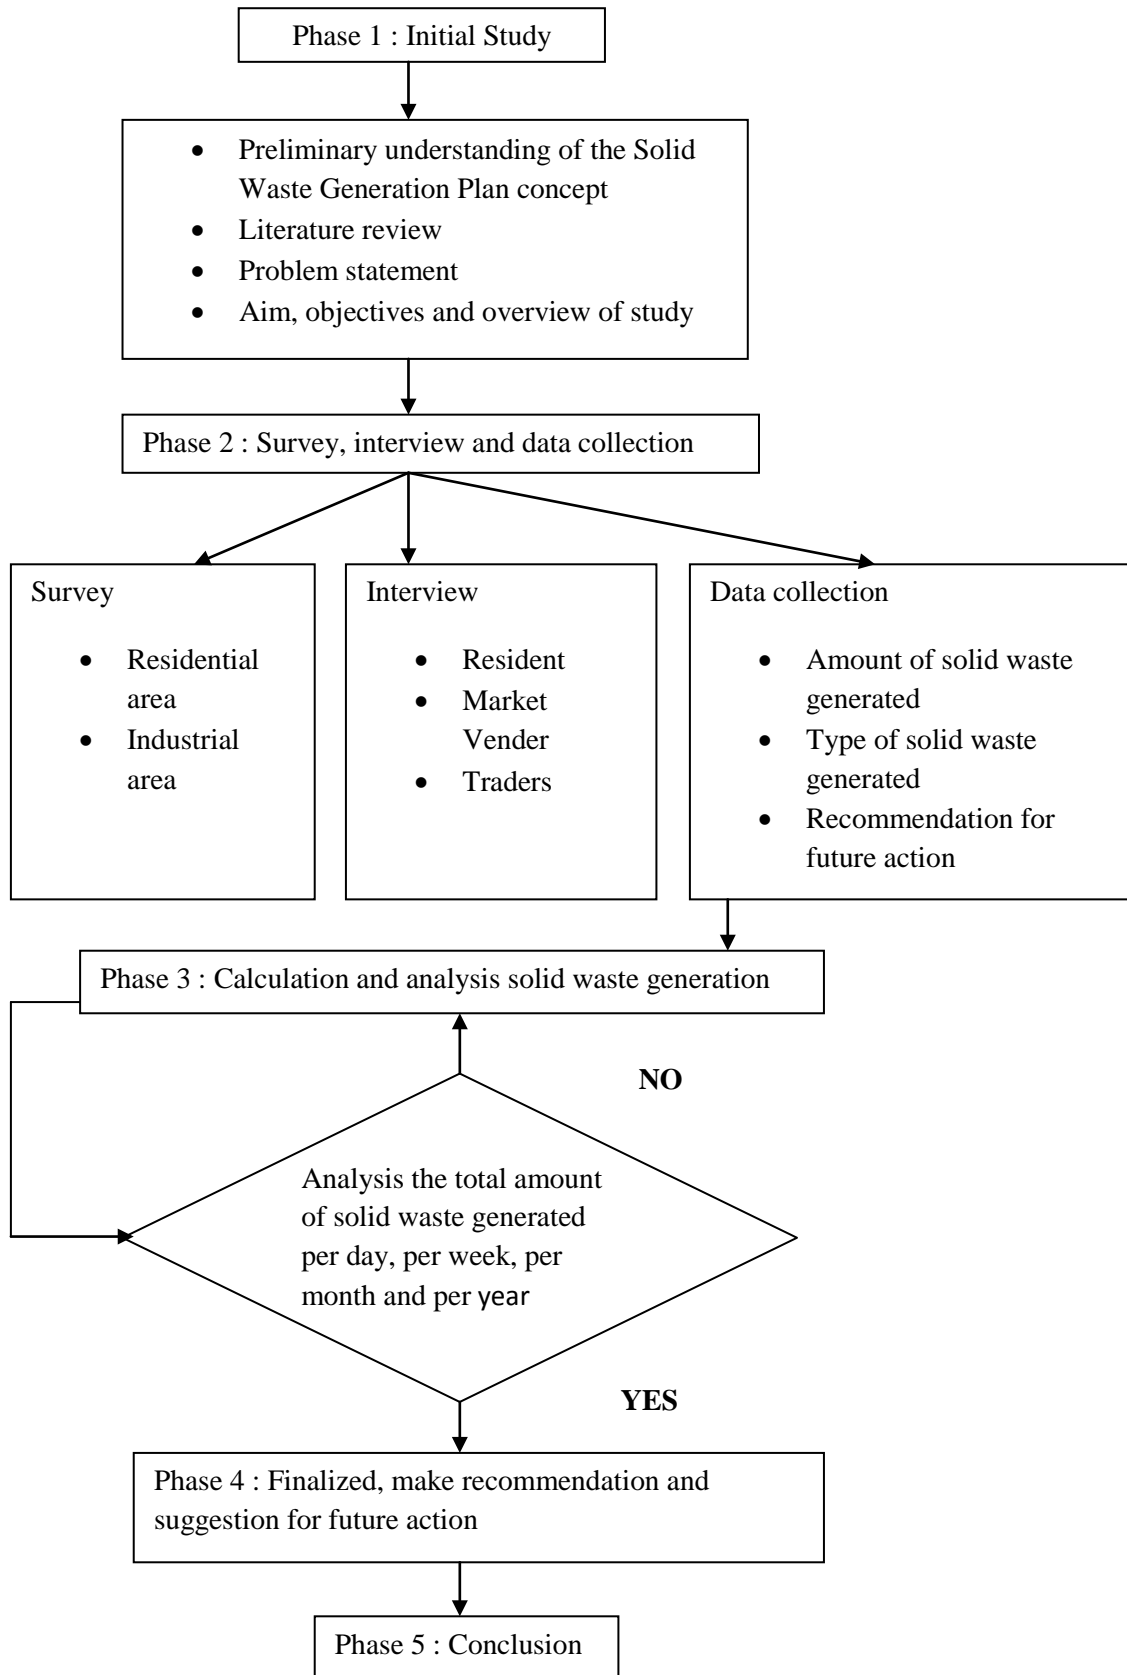 Phase 1 : Initial Study
• Preliminary understanding of the Solid
Waste Generation Plan concept
• Literature review
• Problem statement
• Aim, objectives and overview of study
Phase 2 : Survey, interview and data collection
Survey
• Residential
area
• Industrial
area
Interview
• Resident
• Market
Vender
• Traders
Data collection
• Amount of solid waste
generated
• Type of solid waste
generated
• Recommendation for
future action
Phase 3 : Calculation and analysis solid waste generation
NO
Analysis the total amount
of solid waste generated
per day, per week, per
month and per year
YES
Phase 4 : Finalized, make recommendation and
suggestion for future action
Phase 5 : Conclusion